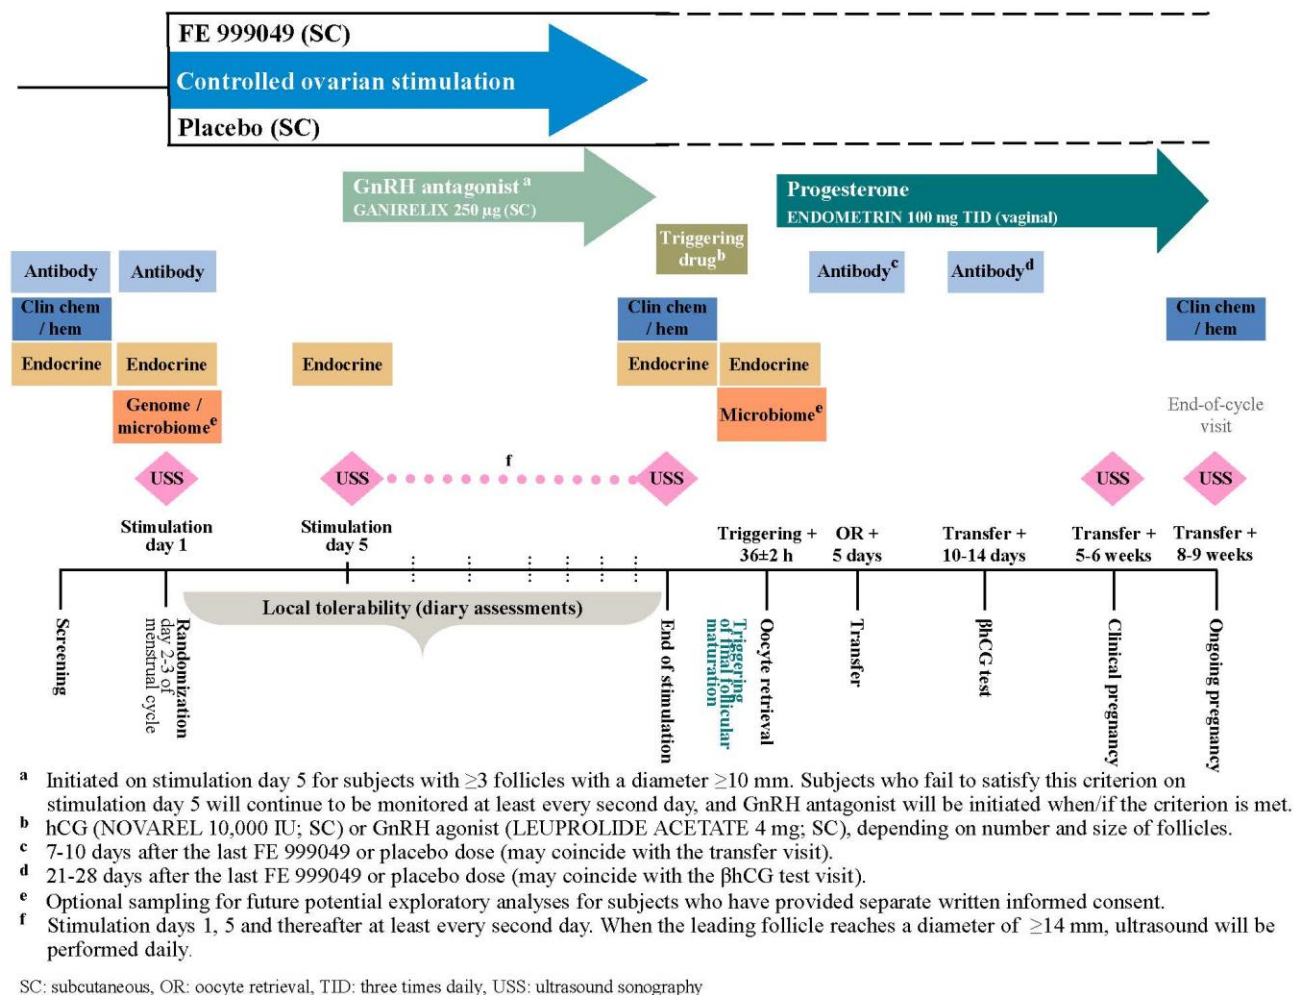 FE 999049 (SC)
Controlled ovarian stimulation
Placebo (SC)
GnRH antagonist a
GANIRELIX 250 µg (SC)
Progesterone
ENDOMETRIN 100 mg TID (vaginal)
Triggering
drug b
Antibody
Antibody
Antibody c
Antibody d
Clin chem
/ hem
Clin chem
/ hem
Clin chem
/ hem
Endocrine
Endocrine
Endocrine
Endocrine
Endocrine
Genome /
microbiome e
Microbiome e
End-of-cycle
visit
f
USS
USS
USS
USS
USS
Stimulation
day 1
Stimulation
day 5
Triggering +
36±2 h
OR +
5 days
Transfer +
10-14 days
Transfer +
5-6 weeks
Transfer +
8-9 weeks
Local tolerability (diary assessments)
Screening
Randomization
day 2-3 of
menstrual cycle
End of stimulation
Triggering
of final follicular
maturation
Oocyte retrieval
Transfer
βhCG test
Clinical pregnancy
Ongoing pregnancy
a Initiated on stimulation day 5 for subjects with ≥3 follicles with a diameter ≥10 mm. Subjects who fail to satisfy this criterion on
stimulation day 5 will continue to be monitored at least every second day, and GnRH antagonist will be initiated when/if the criterion is met.
b hCG (NOVAREL 10,000 IU; SC) or GnRH agonist (LEUPROLIDE ACETATE 4 mg; SC), depending on number and size of follicles.
c 7-10 days after the last FE 999049 or placebo dose (may coincide with the transfer visit).
d 21-28 days after the last FE 999049 or placebo dose (may coincide with the βhCG test visit).
e Optional sampling for future potential exploratory analyses for subjects who have provided separate written informed consent.
f Stimulation days 1, 5 and thereafter at least every second day. When the leading follicle reaches a diameter of ≥14 mm, ultrasound will be
performed daily.
SC: subcutaneous, OR: oocyte retrieval, TID: three times daily, USS: ultrasound sonography